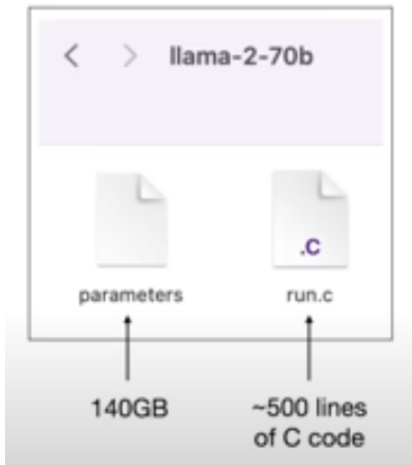 < > llama-2-70b
.C
parameters run.c
140GB ~500 lines
of C code